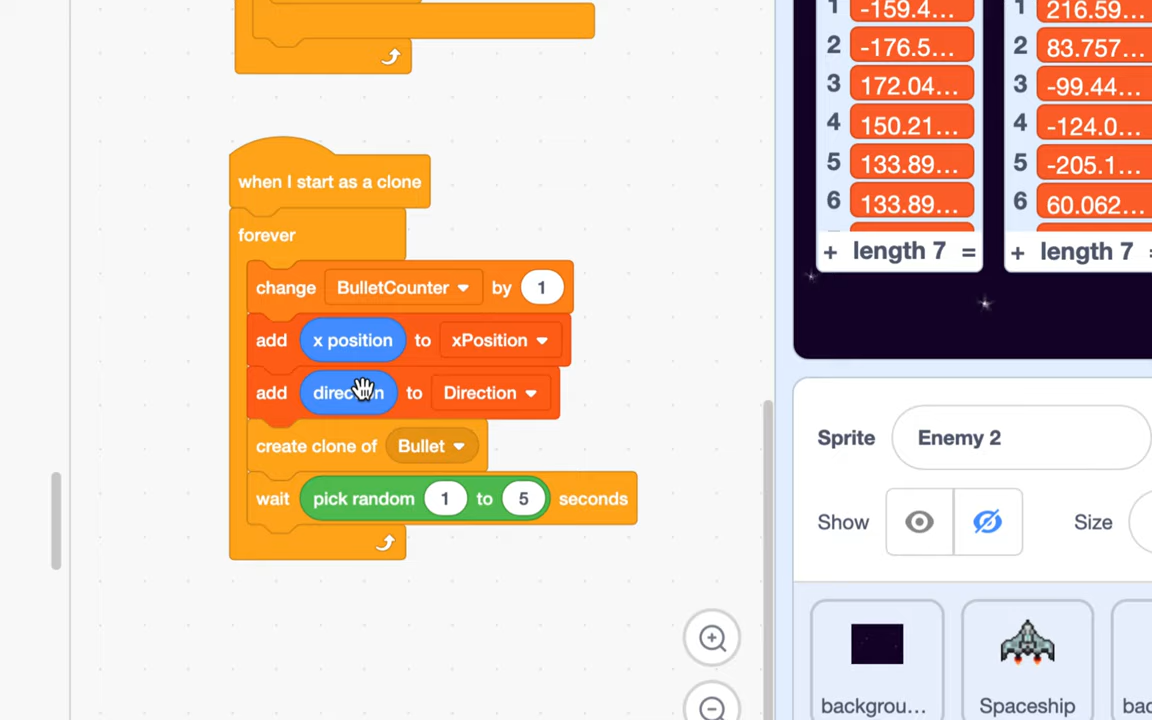 1 -159.4... 1 216.59...
2 -176.5... 2 83.757...
3 172.04... 3 -99.44...
4 150.21... 4 -124.0...
5 133.89... 5 -205.1...
6 133.89... 6 60.062...
+ length 7 = + length 7 =
when I start as a clone
forever
change BulletCounter by 1
add x position to xPosition
add direction to Direction
create clone of Bullet
wait pick random 1 to 5 seconds
Sprite Enemy 2
Show Size
backgrou... Spaceship bac